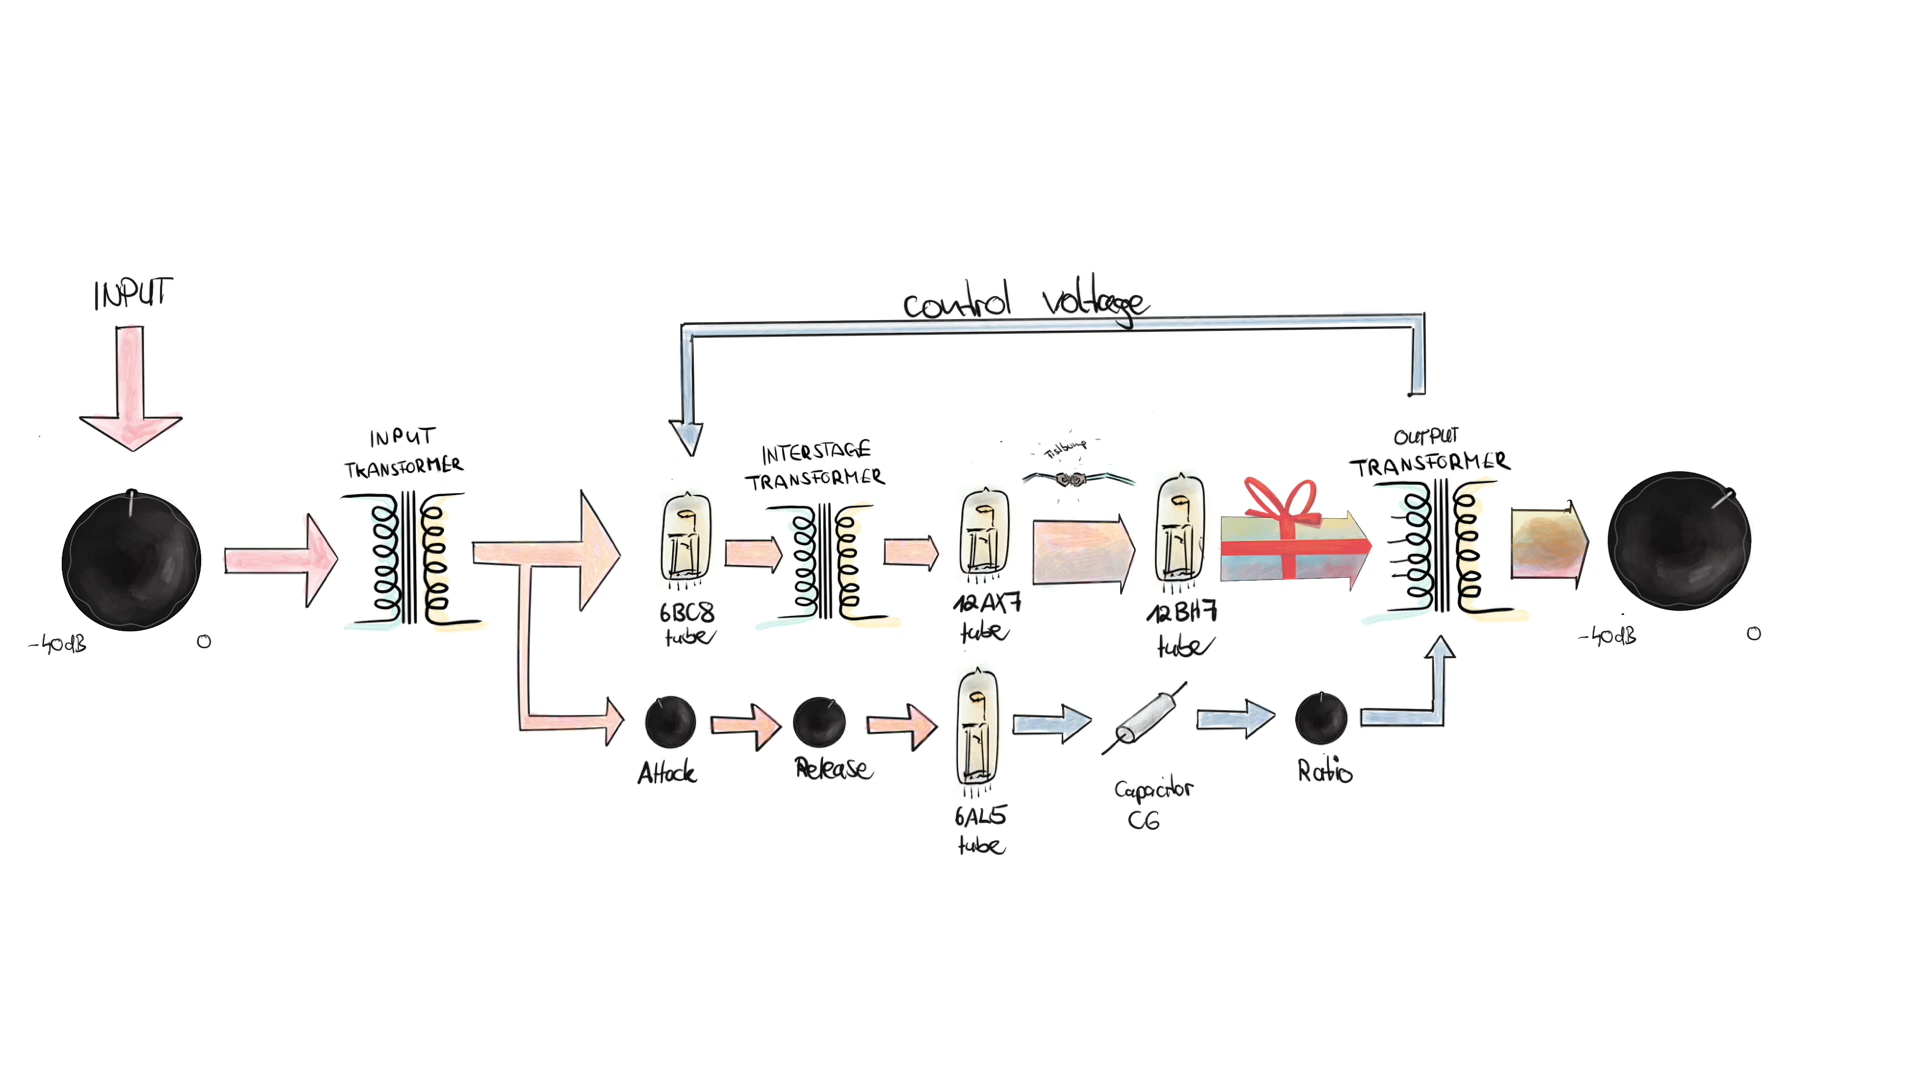 INPUT
control voltage
INPUT
TRANSFORMER
INTERSTAGE
TRANSFORMER
Fistbump
OUTPUT
TRANSFORMER
-40dB
0
6BC8
tube
12AX7
tube
12BH7
tube
-40dB
0
Attack
Release
6AL5
tube
Capacitor
C6
Ratio